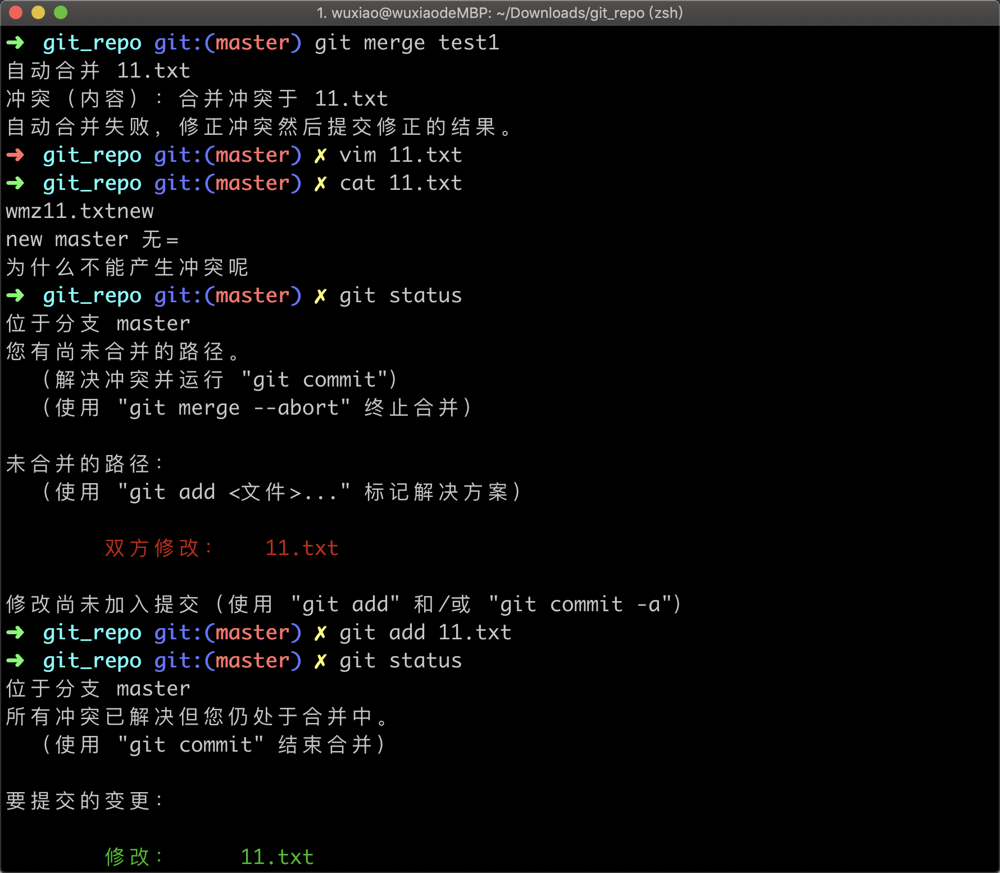 1. wuxiao@wuxiaodeMBP: ~/Downloads/git_repo (zsh)
➜ git_repo git:(master) git merge test1
自动合并 11.txt
冲突（内容）：合并冲突于 11.txt
自动合并失败，修正冲突然后提交修正的结果。
➜ git_repo git:(master) ✗ vim 11.txt
➜ git_repo git:(master) ✗ cat 11.txt
wmz11.txtnew
new master 无=
为什么不能产生冲突呢
➜ git_repo git:(master) ✗ git status
位于分支 master
您有尚未合并的路径。
（解决冲突并运行 "git commit"）
（使用 "git merge --abort" 终止合并）
未合并的路径：
（使用 "git add <文件>..." 标记解决方案）
双方修改： 11.txt
修改尚未加入提交（使用 "git add" 和/或 "git commit -a"）
➜ git_repo git:(master) ✗ git add 11.txt
➜ git_repo git:(master) ✗ git status
位于分支 master
所有冲突已解决但您仍处于合并中。
（使用 "git commit" 结束合并）
要提交的变更：
修改： 11.txt